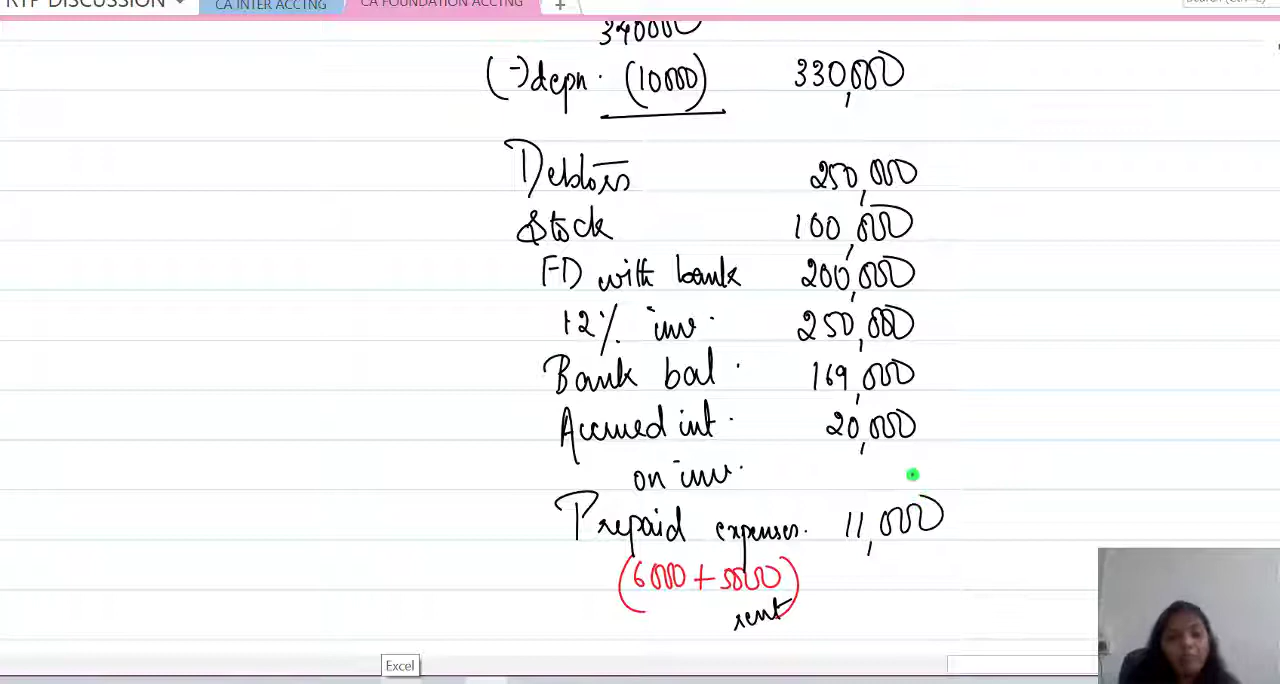 RTP DISCUSSION
CA INTER ACCTNG
CA FOUNDATION ACCTNG
+
340000
(-) depn. (10000) 330,000
Debtors 250,000
Stock 100,000
FD with bank 200,000
12% inv. 250,000
Bank bal. 169,000
Accrued int. 20,000
on inv.
Prepaid expenses. 11,000
(6000 + 5000)
rent
Excel